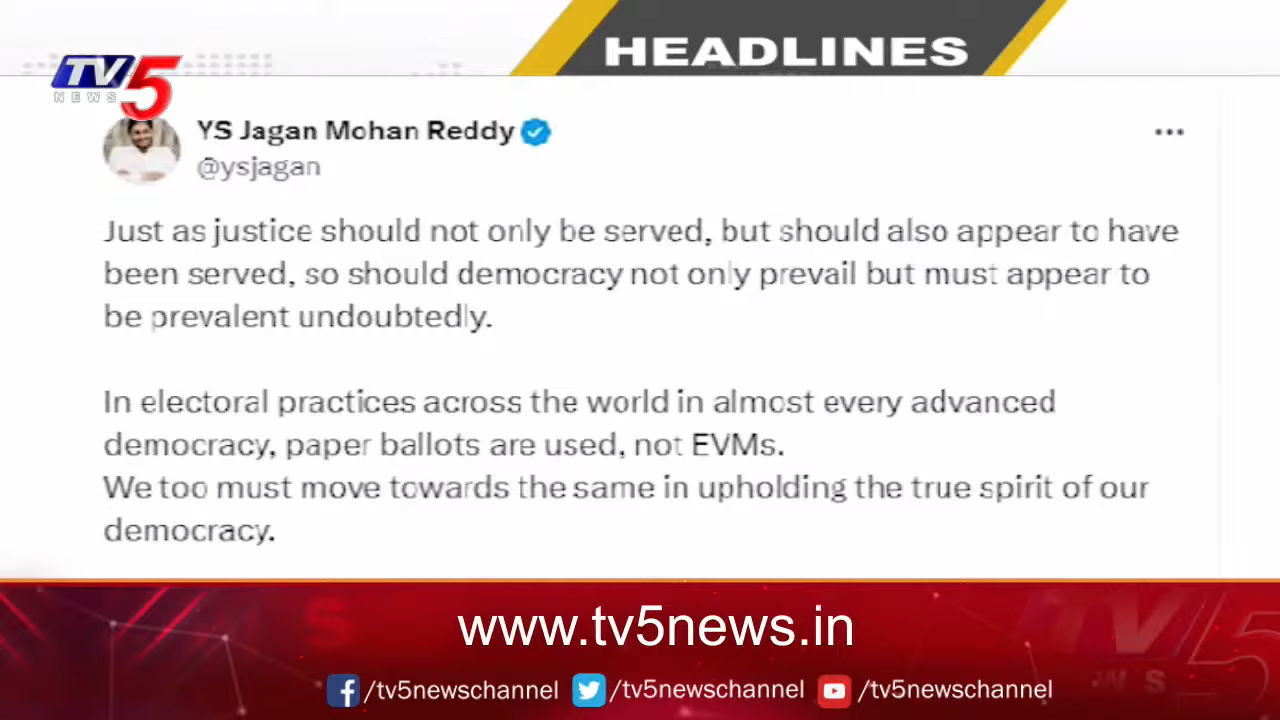 HEADLINES
TV5
NEWS
YS Jagan Mohan Reddy
@ysjagan
Just as justice should not only be served, but should also appear to have
been served, so should democracy not only prevail but must appear to
be prevalent undoubtedly.
In electoral practices across the world in almost every advanced
democracy, paper ballots are used, not EVMs.
We too must move towards the same in upholding the true spirit of our
democracy.
www.tv5news.in
/tv5newschannel /tv5newschannel /tv5newschannel